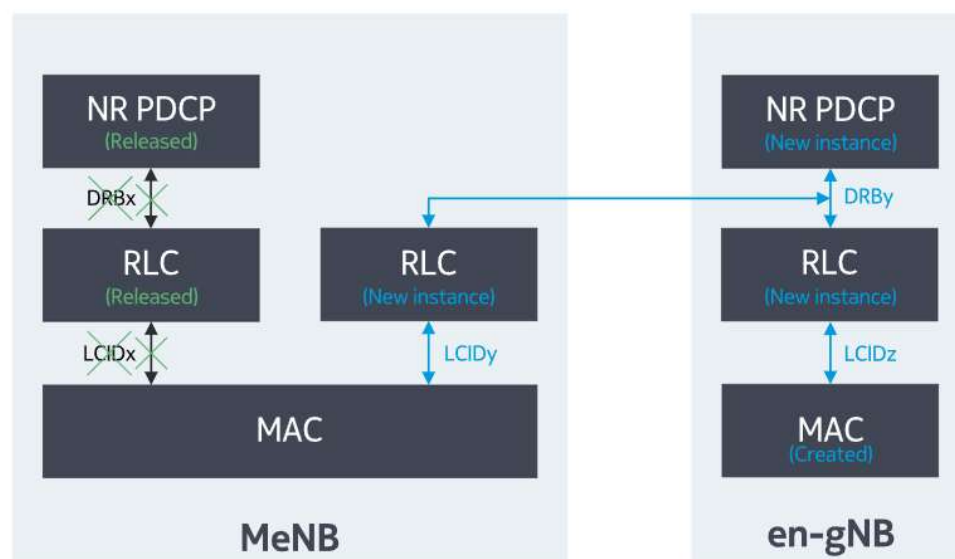 NR PDCP
(Released)
DRBx
RLC
(Released)
LCIDx
RLC
(New instance)
LCIDy
MAC
MeNB
NR PDCP
(New instance)
DRBy
RLC
(New instance)
LCIDz
MAC
(Created)
en-gNB